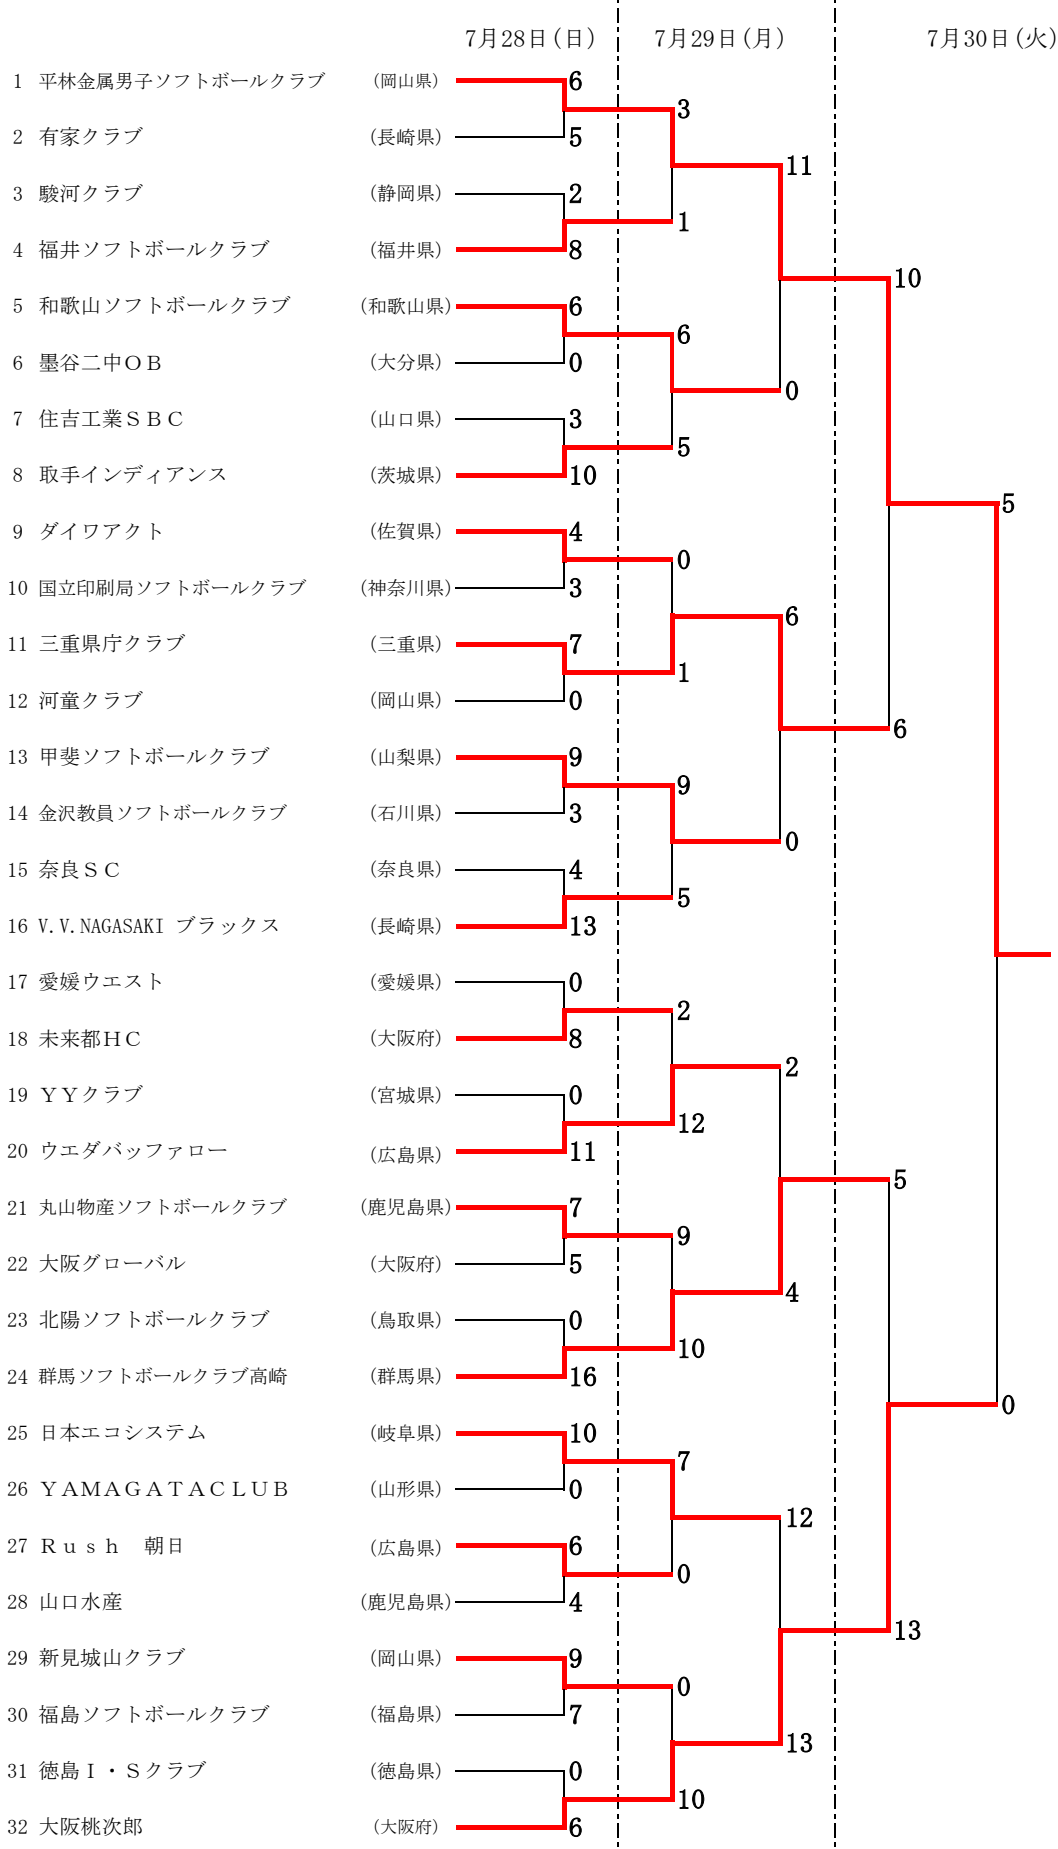 7月28日(日) 7月29日(月) 7月30日(火)
1 平林金属男子ソフトボールクラブ (岡山県) 6
3
2 有家クラブ (長崎県) 5
11
3 駿河クラブ (静岡県) 2
1
4 福井ソフトボールクラブ (福井県) 8
10
5 和歌山ソフトボールクラブ (和歌山県) 6
6
6 墨谷二中ОＢ (大分県) 0
0
7 住吉工業ＳＢＣ (山口県) 3
5
8 取手インディアンス (茨城県) 10
5
9 ダイワアクト (佐賀県) 4
0
10 国立印刷局ソフトボールクラブ (神奈川県) 3
6
11 三重県庁クラブ (三重県) 7
1
12 河童クラブ (岡山県) 0
6
13 甲斐ソフトボールクラブ (山梨県) 9
9
14 金沢教員ソフトボールクラブ (石川県) 3
0
15 奈良ＳＣ (奈良県) 4
5
16 V.V.NAGASAKI ブラックス (長崎県) 13
17 愛媛ウエスト (愛媛県) 0
2
18 未来都ＨＣ (大阪府) 8
2
19 ＹＹクラブ (宮城県) 0
12
20 ウエダバッファロー (広島県) 11
5
21 丸山物産ソフトボールクラブ (鹿児島県) 7
9
22 大阪グローバル (大阪府) 5
4
23 北陽ソフトボールクラブ (鳥取県) 0
10
24 群馬ソフトボールクラブ高崎 (群馬県) 16
0
25 日本エコシステム (岐阜県) 10
7
26 ＹＡＭＡＧＡＴＡＣＬＵＢ (山形県) 0
12
27 Ｒｕｓｈ　朝日 (広島県) 6
0
28 山口水産 (鹿児島県) 4
13
29 新見城山クラブ (岡山県) 9
0
30 福島ソフトボールクラブ (福島県) 7
13
31 徳島Ｉ・Ｓクラブ (徳島県) 0
10
32 大阪桃次郎 (大阪府) 6